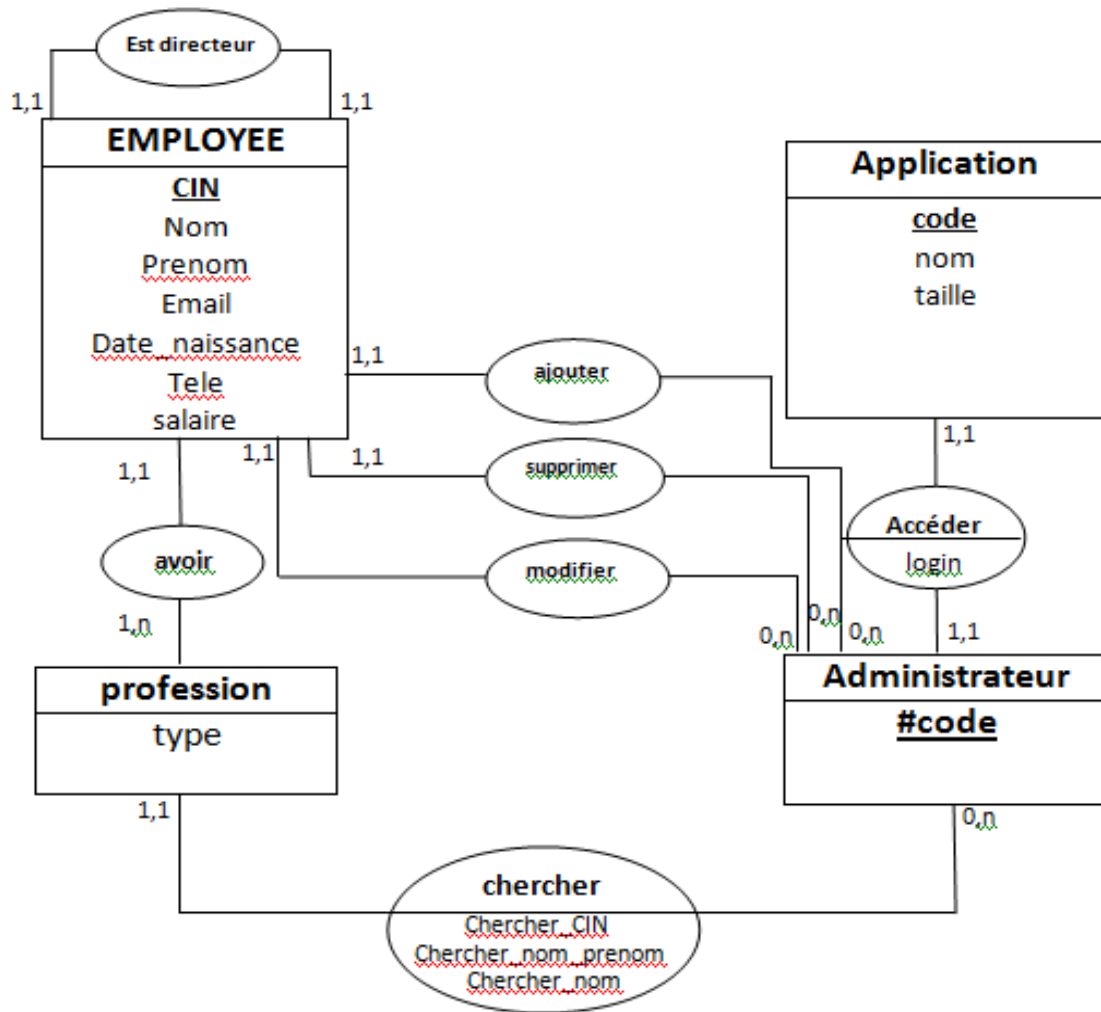 Est directeur
1,1
1,1
EMPLOYEE
CIN
Nom
Prenom
Email
Date_naissance
Tele
salaire
Application
code
nom
taille
1,1
ajouter
1,1
1,1
1,1
supprimer
1,1
Accéder
login
avoir
modifier
1,n
0,n
0,n
0,n
1,1
profession
type
Administrateur
#code
1,1
0,n
chercher
Chercher_CIN
Chercher_nom_prenom
Chercher_nom